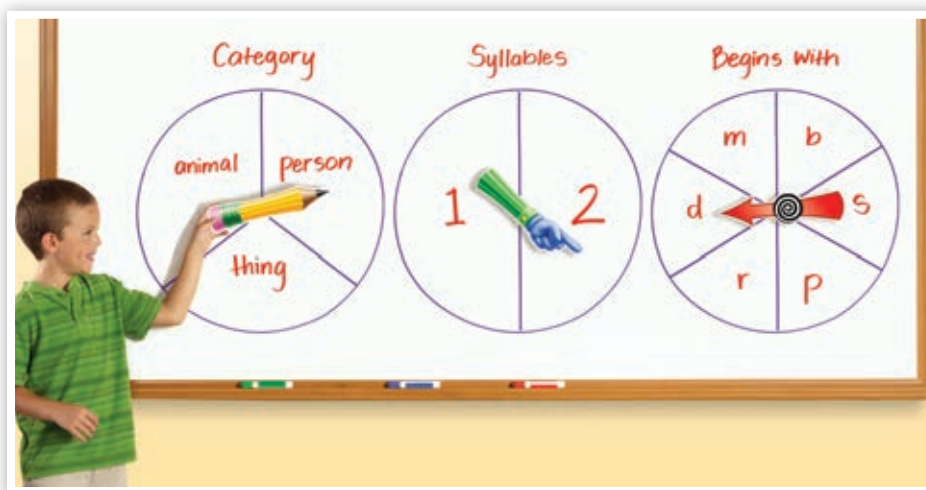 Category
animal
person
thing
Syllables
1
2
Begins with
m
b
d
s
r
p